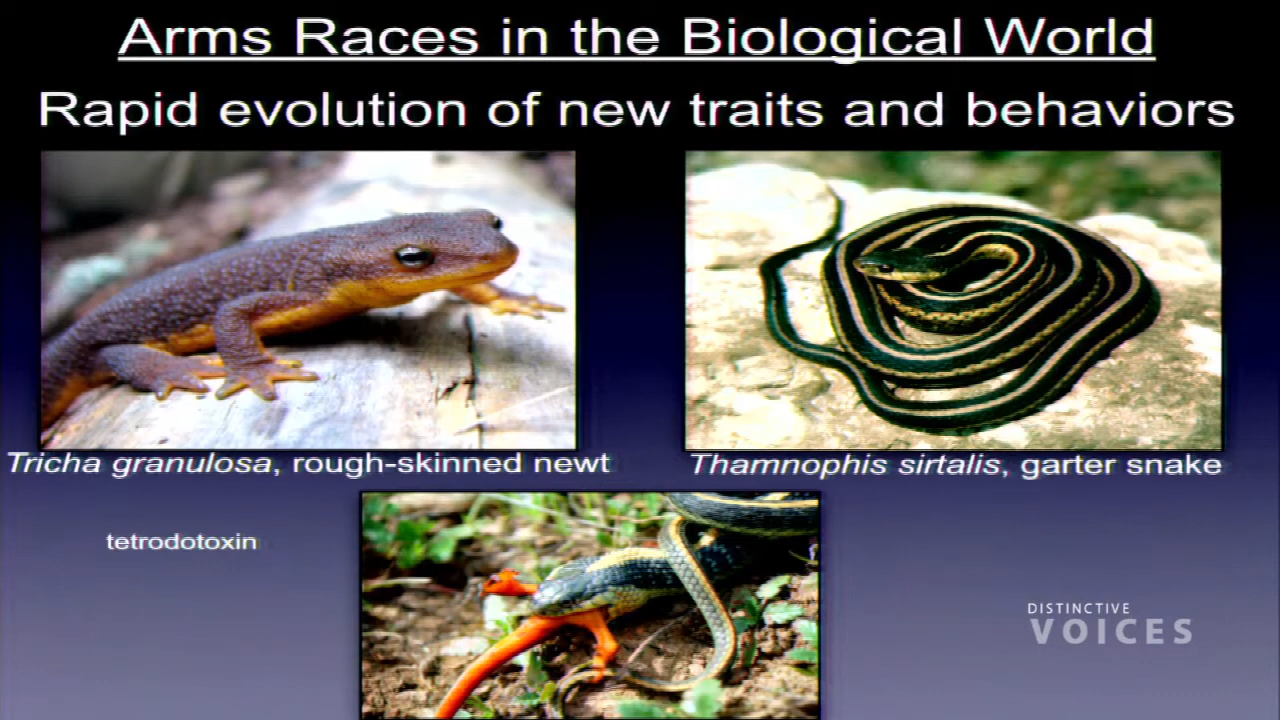 Arms Races in the Biological World
Rapid evolution of new traits and behaviors
Tricha granulosa, rough-skinned newt
Thamnophis sirtalis, garter snake
tetrodotoxin
DISTINCTIVE
VOICES